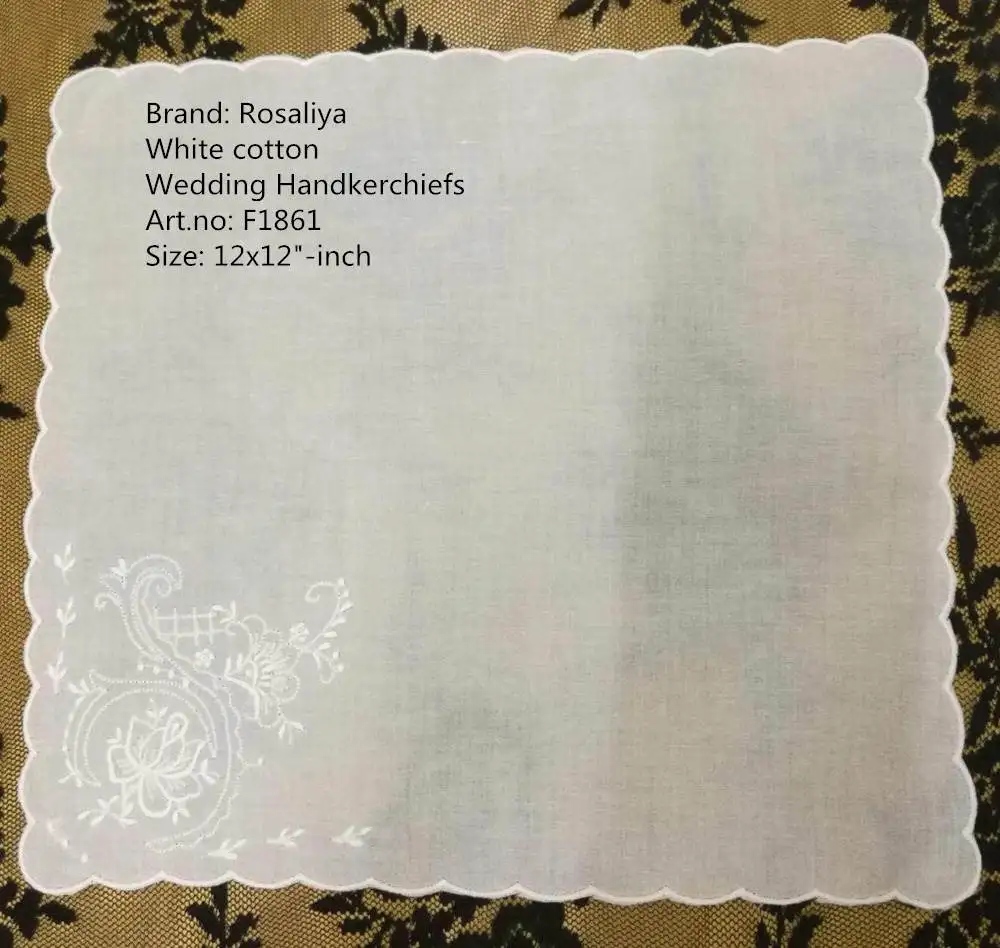 Brand: Rosaliya
White cotton
Wedding Handkerchiefs
Art.no: F1861
Size: 12x12"-inch